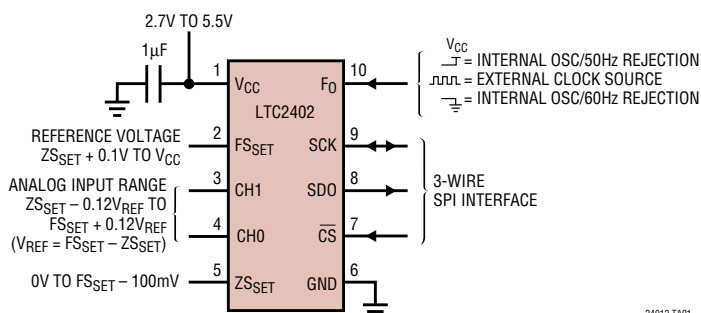 2.7V TO 5.5V
1µF
1
VCC
LTC2402
FO
10
VCC
= INTERNAL OSC/50Hz REJECTION
= EXTERNAL CLOCK SOURCE
= INTERNAL OSC/60Hz REJECTION
REFERENCE VOLTAGE
ZSSET + 0.1V TO VCC
2
FSSET
SCK
9
ANALOG INPUT RANGE
ZSSET – 0.12VREF TO
FSSET + 0.12VREF
(VREF = FSSET – ZSSET)
3
CH1
SDO
8
3-WIRE
SPI INTERFACE
4
CH0
CS
7
0V TO FSSET – 100mV
5
ZSSET
GND
6
24012 TA01